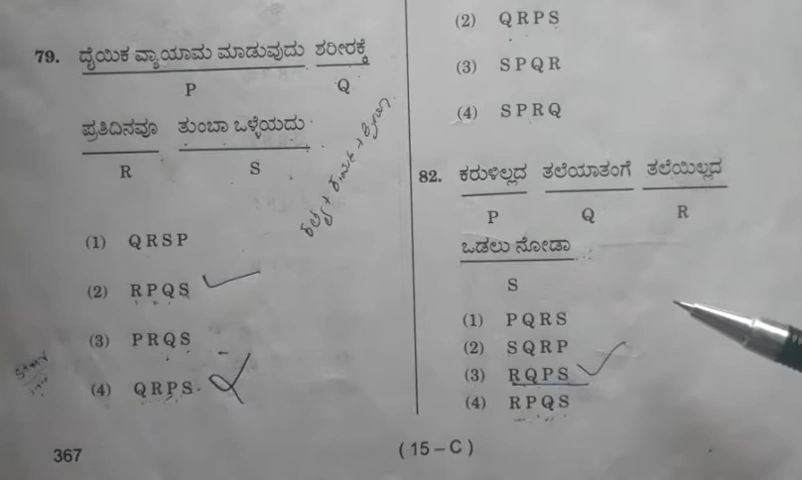 79. ದೈಯಿಕ ವ್ಯಾಯಾಮ ಮಾಡುವುದು ಶರೀರಕ್ಕೆ
P Q
ಪ್ರತಿದಿನವೂ ತುಂಬಾ ಒಳ್ಳೆಯದು
R S
(1) QRSP
(2) RPQS
(3) PRQS
(4) QRPS
367
(2) QRPS
(3) SPQR
(4) SPRQ
82. ಕರುಳಿಲ್ಲದ ತಲೆಯಾತಂಗೆ ತಲೆಯಿಲ್ಲದ
P Q R
ಒಡಲು ನೋಡಾ
S
(1) PQRS
(2) SQRP
(3) RQPS
(4) RPQS
(15–C)